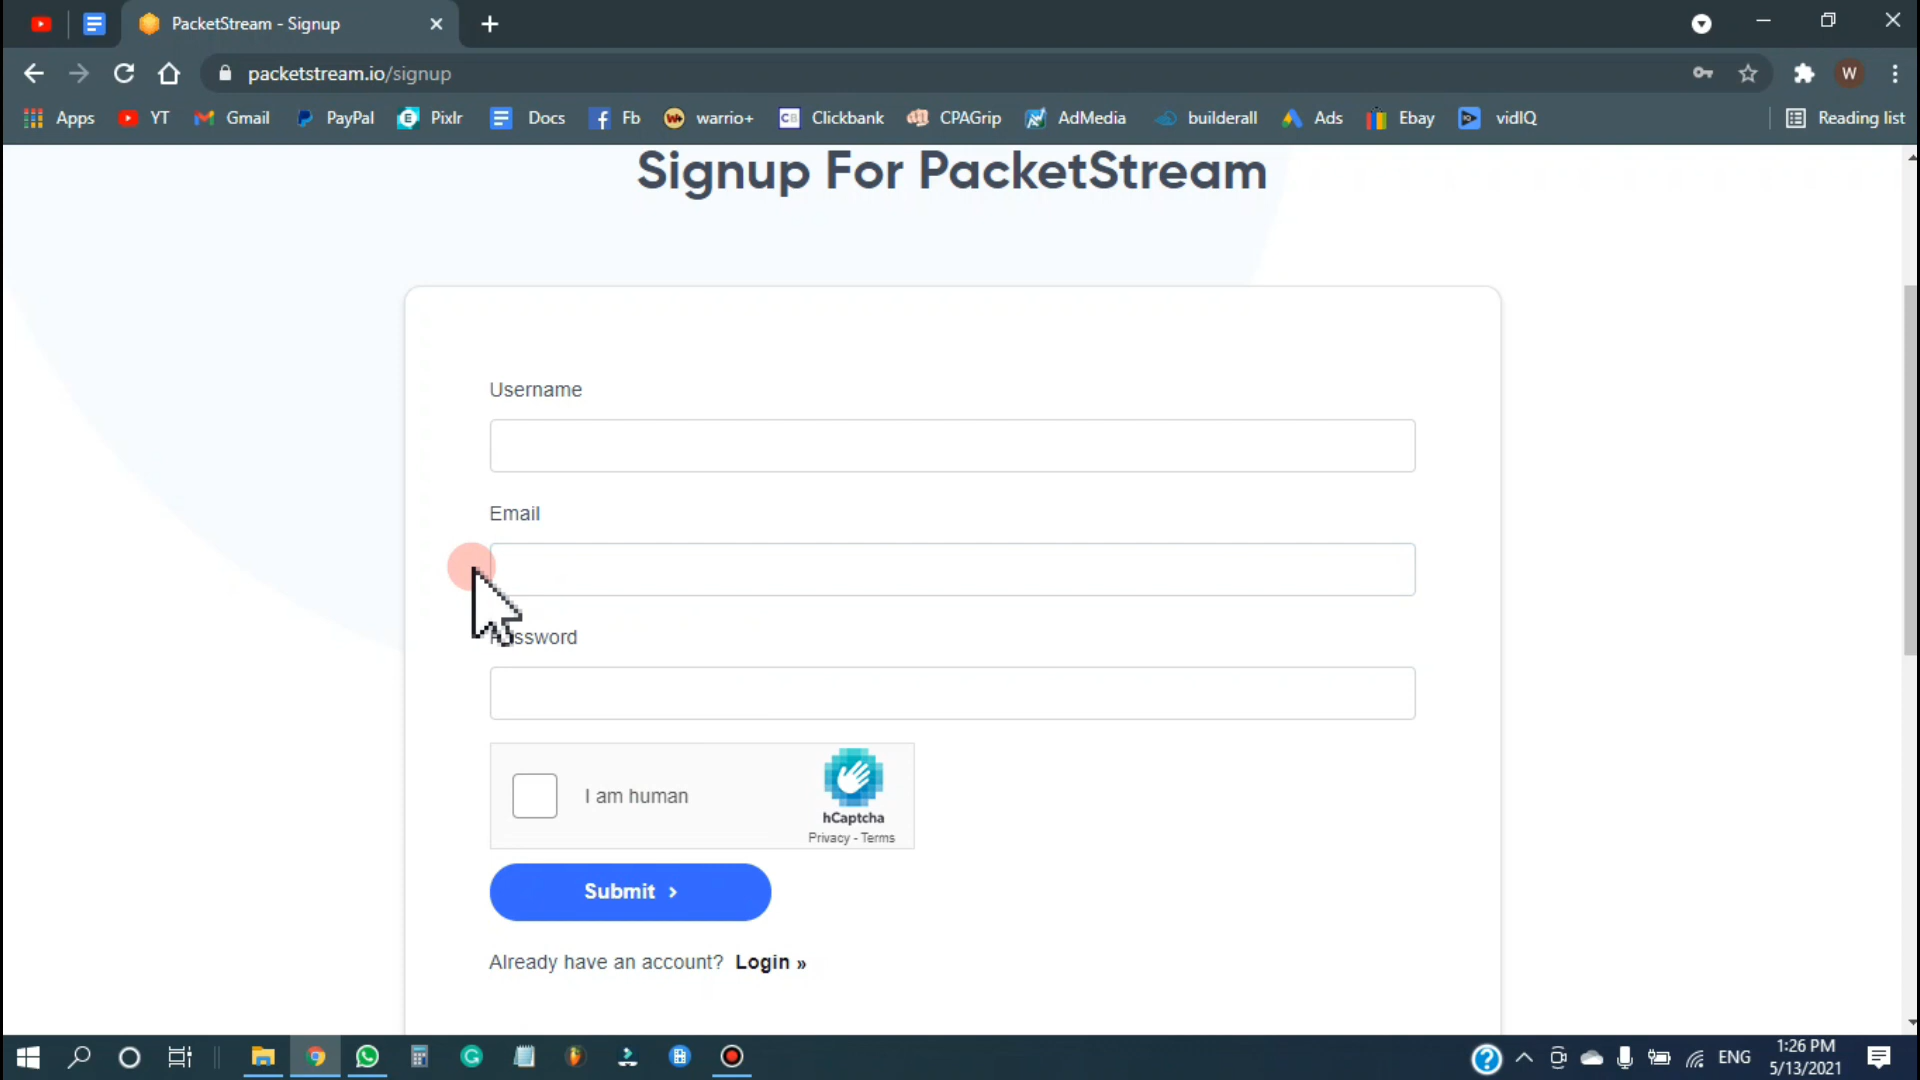 PacketStream - Signup
packetstream.io/signup
W
Apps
YT
Gmail
PayPal
Pixlr
Docs
Fb
warrio+
Clickbank
CPAGrip
AdMedia
builderall
Ads
Ebay
vidIQ
Reading list
Signup For PacketStream
Username
Email
ssword
I am human
hCaptcha
Privacy - Terms
Submit ›
Already have an account? Login »
ENG
1:26 PM
5/13/2021